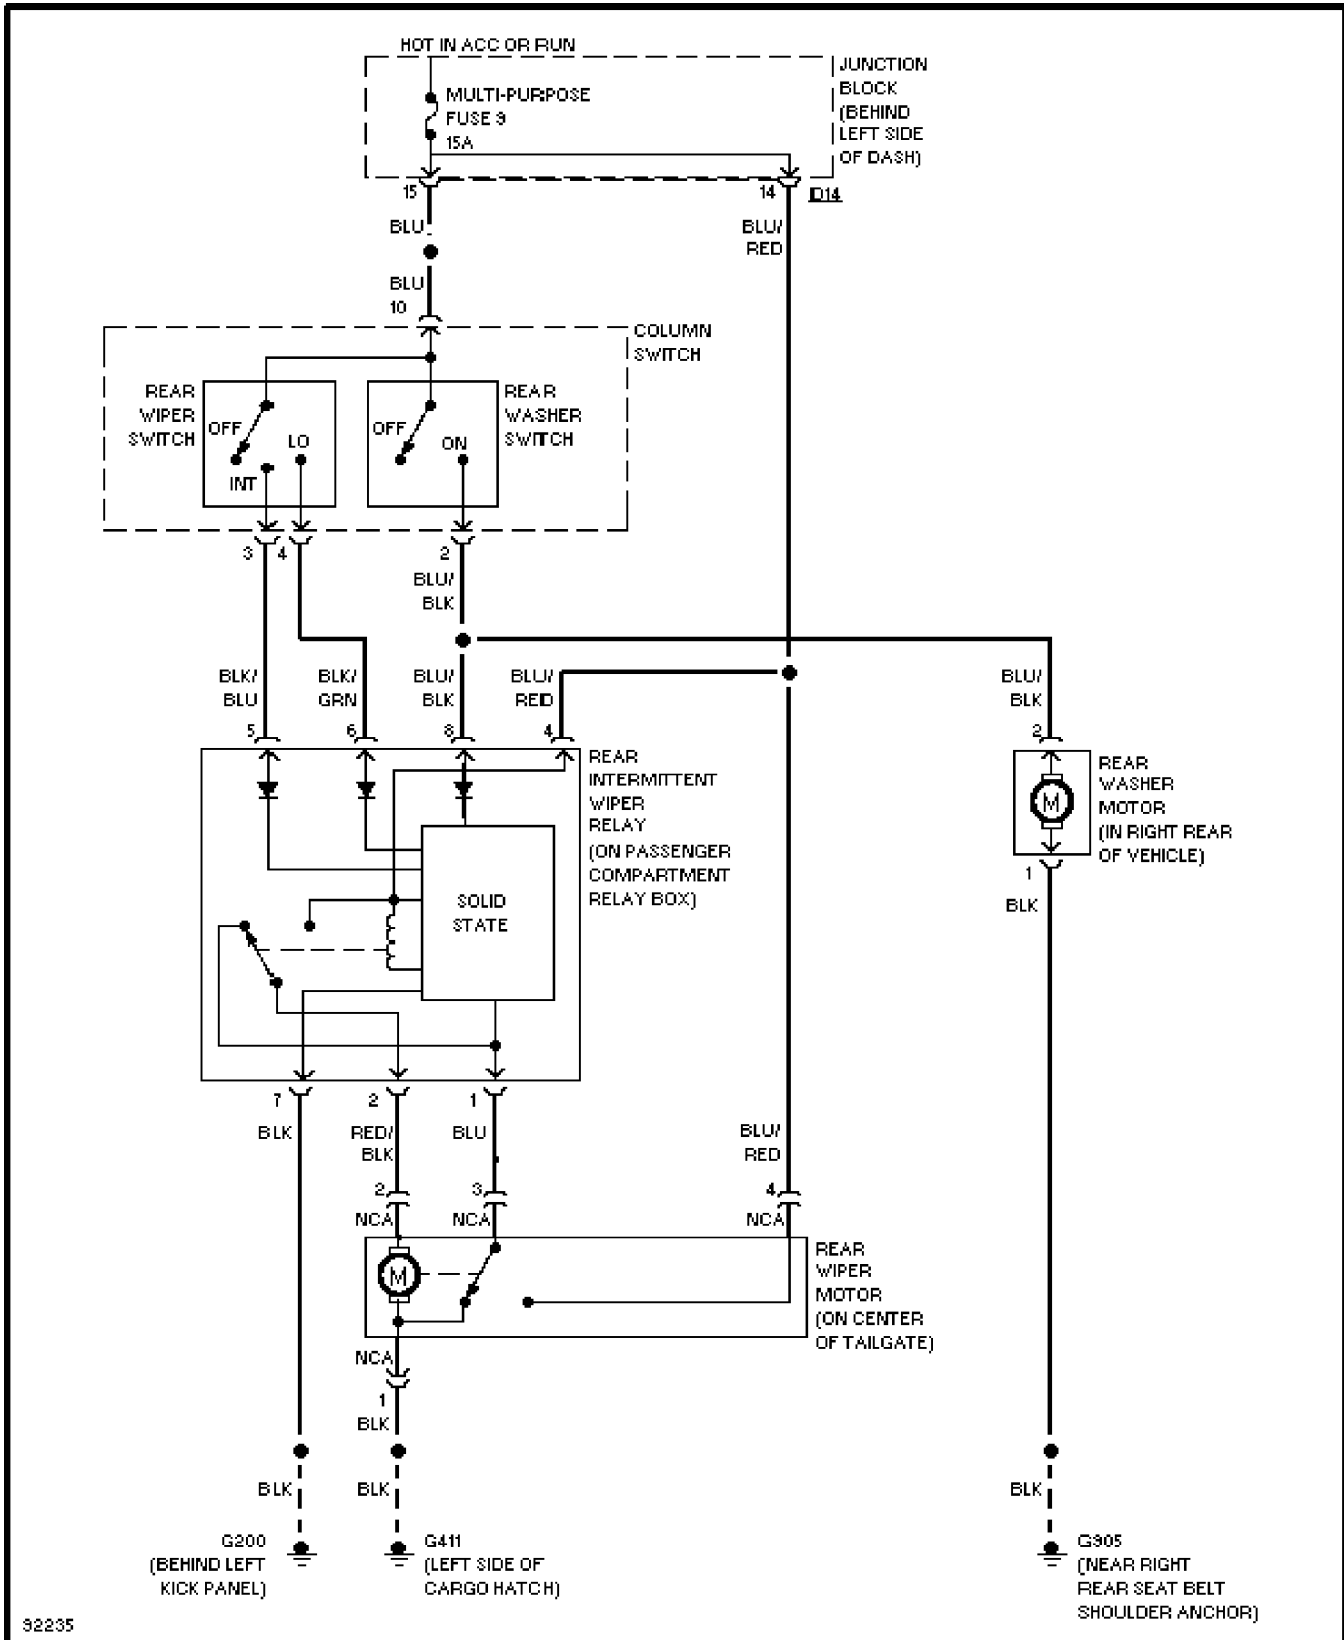 HOT IN ACC OR RUN
JUNCTION
BLOCK
(BEHIND
LEFT SIDE
OF DASH)
MULTI-PURPOSE
FUSE 9
15A
15
14
D14
BLU
BLU/
RED
BLU
10
COLUMN
SWITCH
REAR
WIPER
SWITCH
OFF
LO
INT
OFF
ON
REAR
WASHER
SWITCH
3
4
2
BLU/
BLK
BLK/
BLU
BLK/
GRN
BLU/
BLK
BLU/
RED
BLU/
BLK
5
6
8
4
2
REAR
INTERMITTENT
WIPER
RELAY
(ON PASSENGER
COMPARTMENT
RELAY BOX)
SOLID
STATE
M
REAR
WASHER
MOTOR
(IN RIGHT REAR
OF VEHICLE)
1
BLK
7
2
1
BLK
RED/
BLK
BLU
BLU/
RED
2
3
4
NCA
NCA
NCA
M
REAR
WIPER
MOTOR
(ON CENTER
OF TAILGATE)
NCA
1
BLK
BLK
BLK
BLK
G200
(BEHIND LEFT
KICK PANEL)
G411
(LEFT SIDE OF
CARGO HATCH)
G905
(NEAR RIGHT
REAR SEAT BELT
SHOULDER ANCHOR)
92235